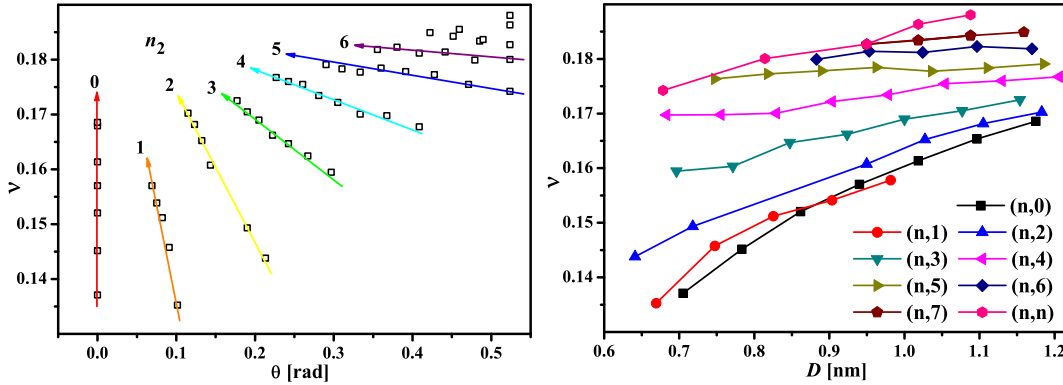 ν
0.18
0.17
0.16
0.15
0.14
0.0
0.1
0.2
0.3
0.4
0.5
θ [rad]
n2
0
1
2
3
4
5
6
ν
0.18
0.17
0.16
0.15
0.14
0.6
0.7
0.8
0.9
1.0
1.1
1.2
D [nm]
(n,0)
(n,1)
(n,2)
(n,3)
(n,4)
(n,5)
(n,6)
(n,7)
(n,n)